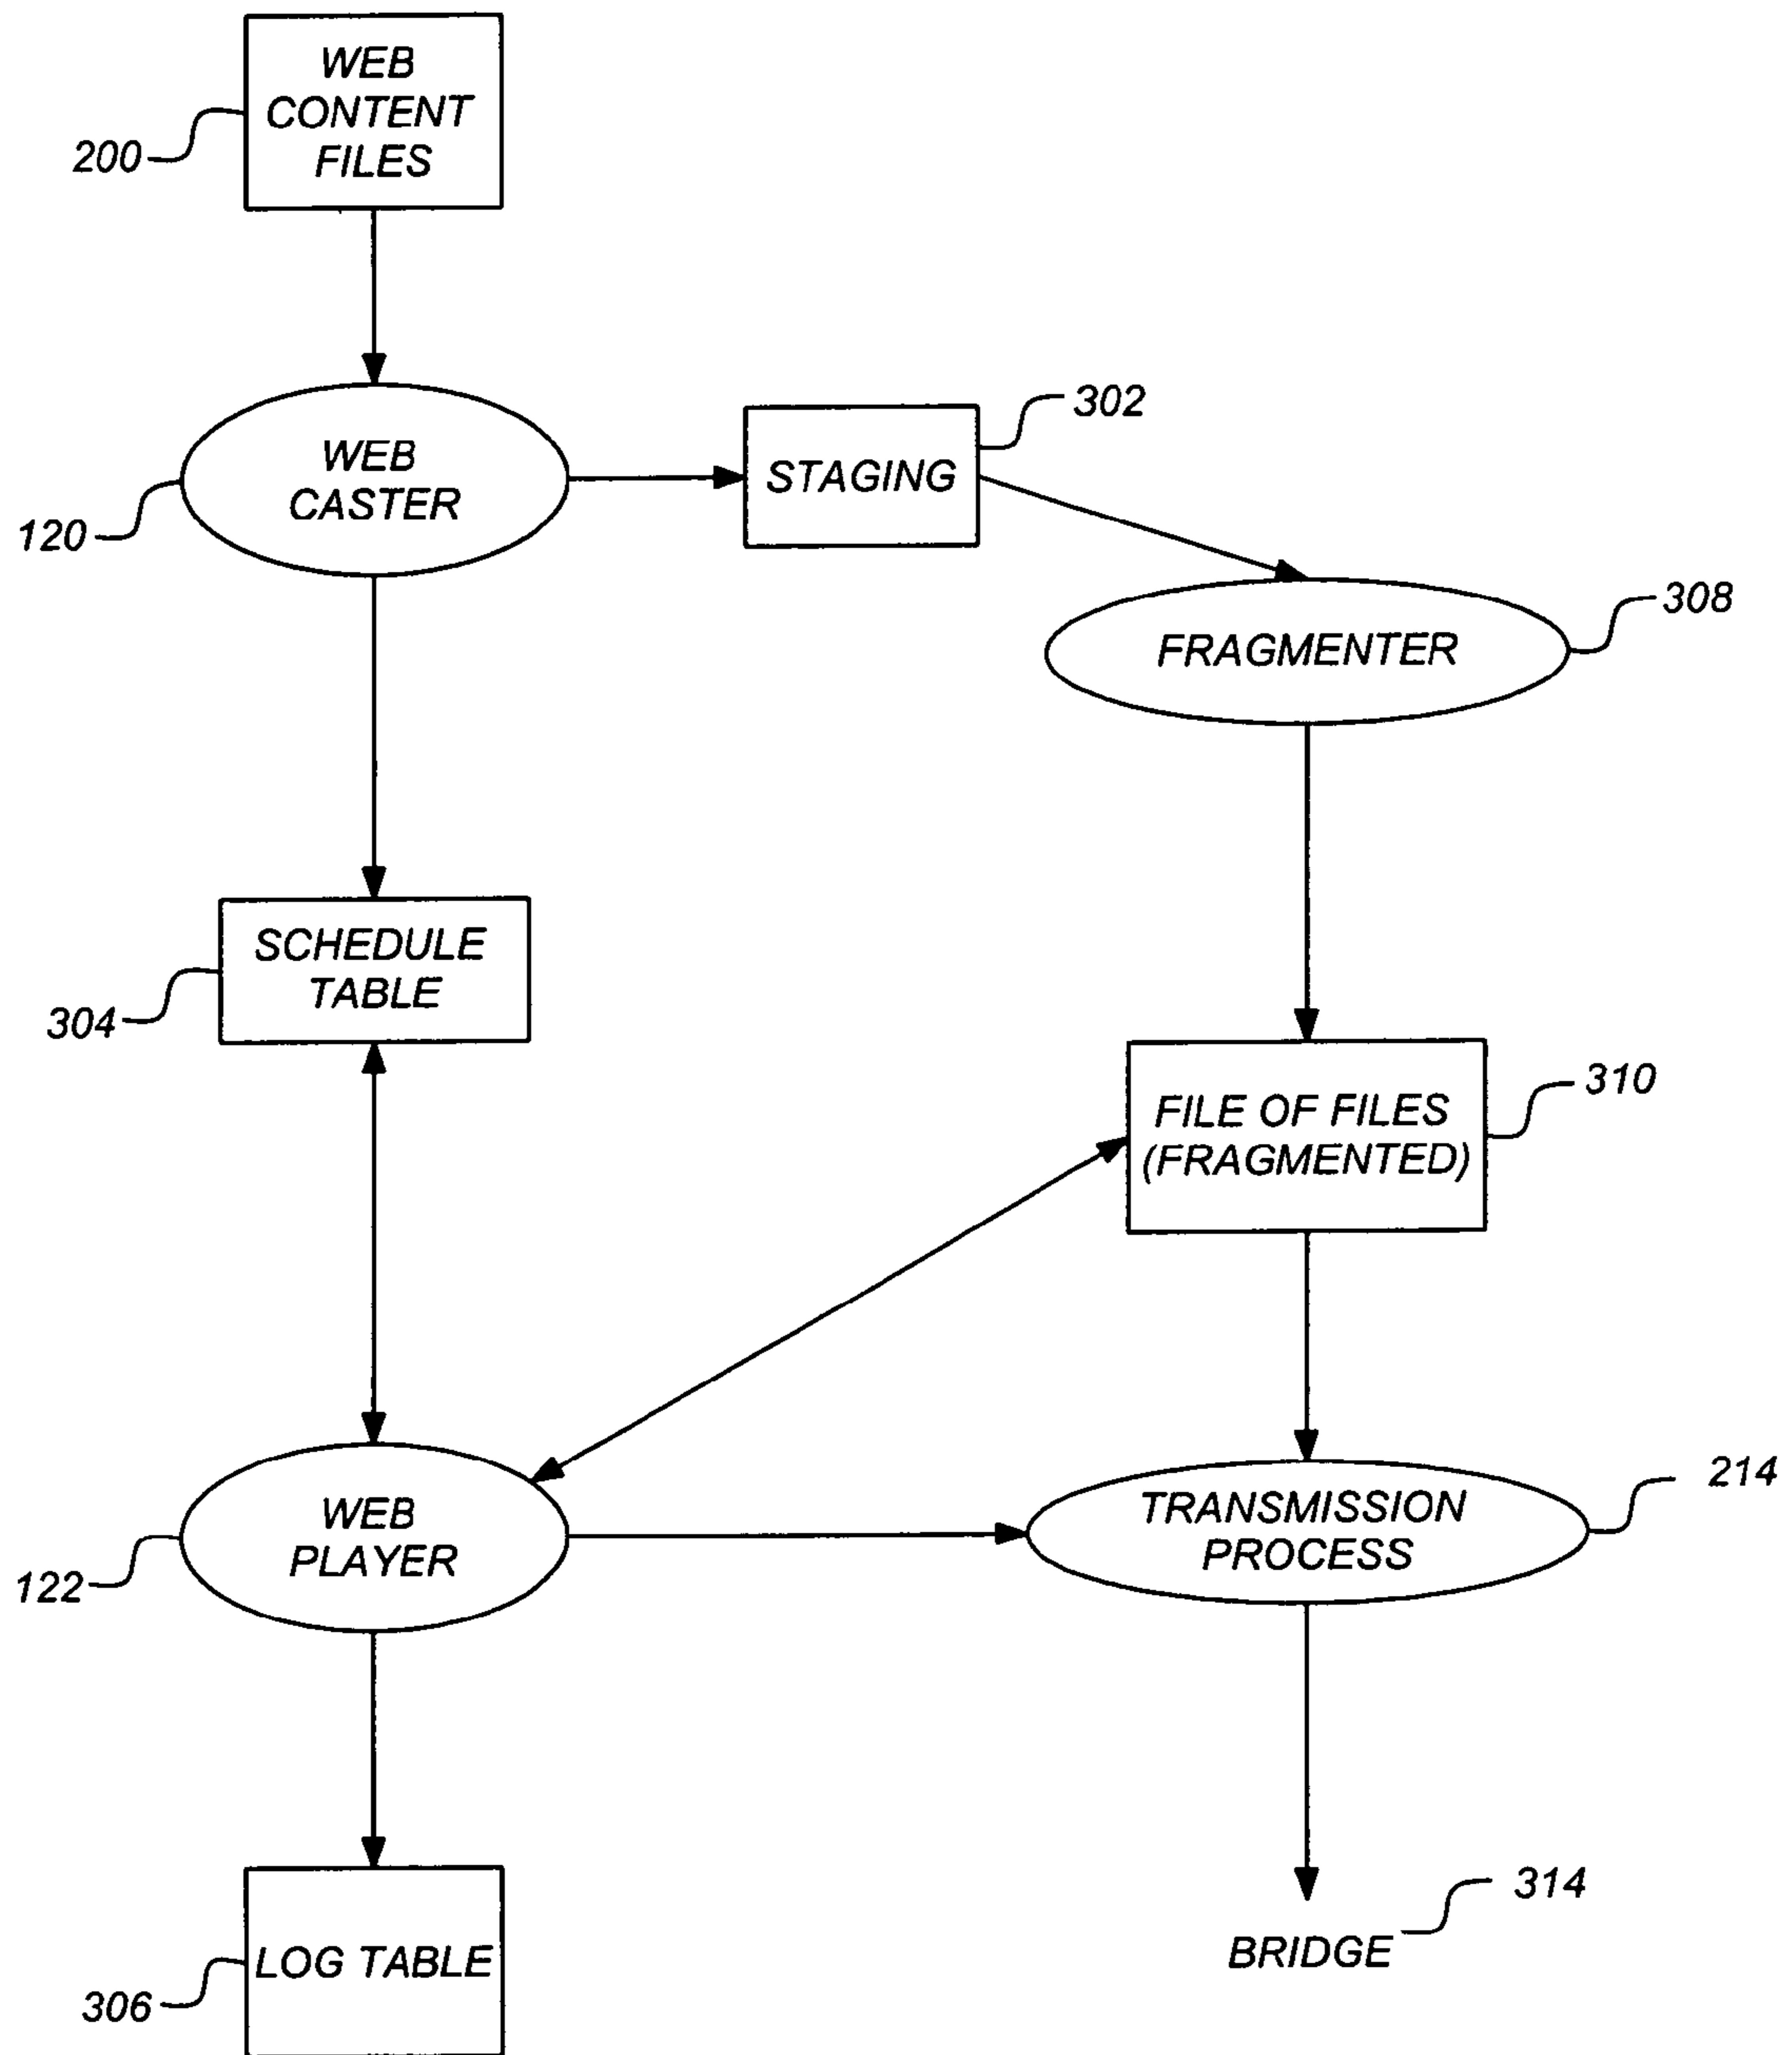 WEB
CONTENT
FILES
200
WEB
CASTER
120
STAGING
302
FRAGMENTER
308
SCHEDULE
TABLE
304
FILE OF FILES
(FRAGMENTED)
310
WEB
PLAYER
122
TRANSMISSION
PROCESS
214
LOG TABLE
306
BRIDGE
314